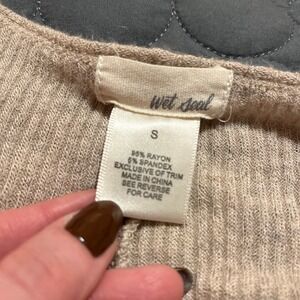 wet seal
S
95% RAYON
5% SPANDEX
EXCLUSIVE OF TRIM
MADE IN CHINA
SEE REVERSE
FOR CARE